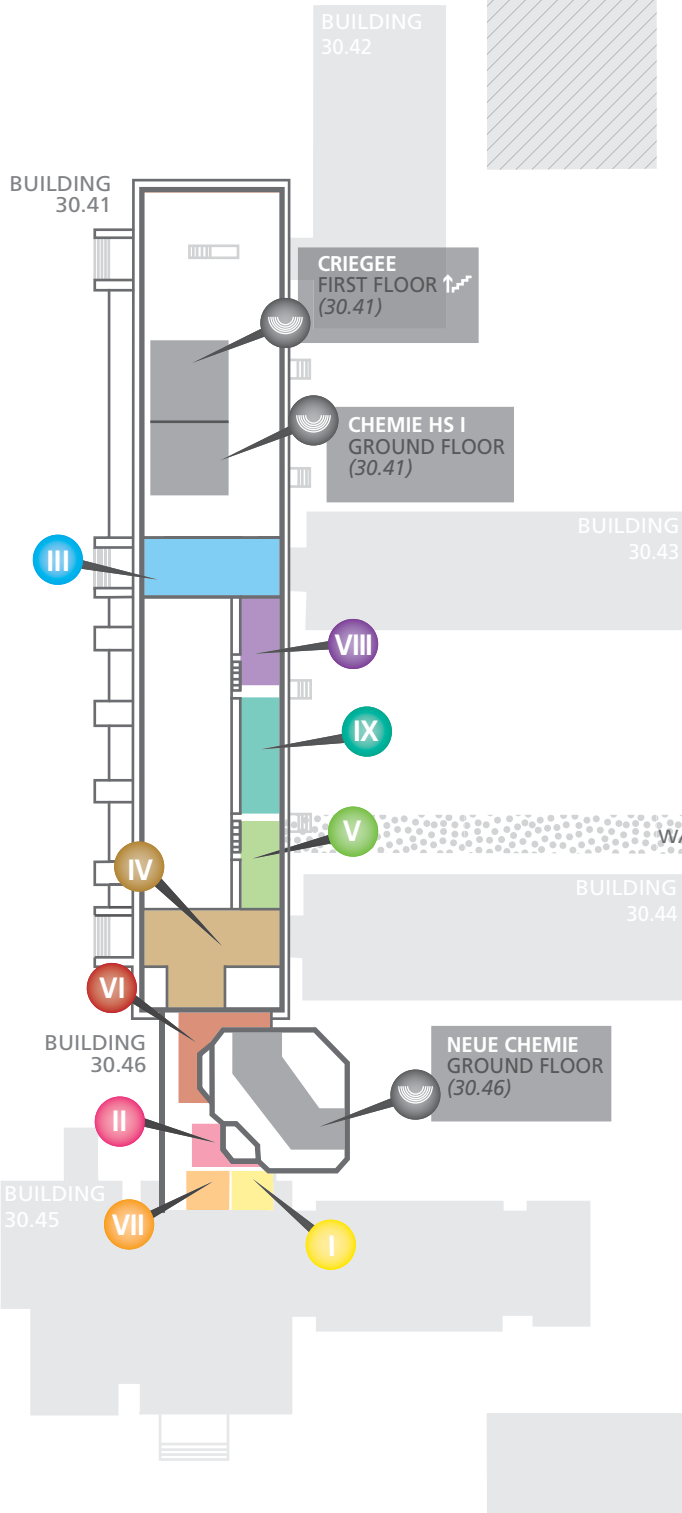 BUILDING
30.42
BUILDING
30.41
CRIEGEE
FIRST FLOOR
(30.41)
CHEMIE HS I
GROUND FLOOR
(30.41)
BUILDING
30.43
III
VIII
IX
V
WA
IV
BUILDING
30.44
VI
BUILDING
30.46
NEUE CHEMIE
GROUND FLOOR
(30.46)
II
BUILDING
30.45
VII
I